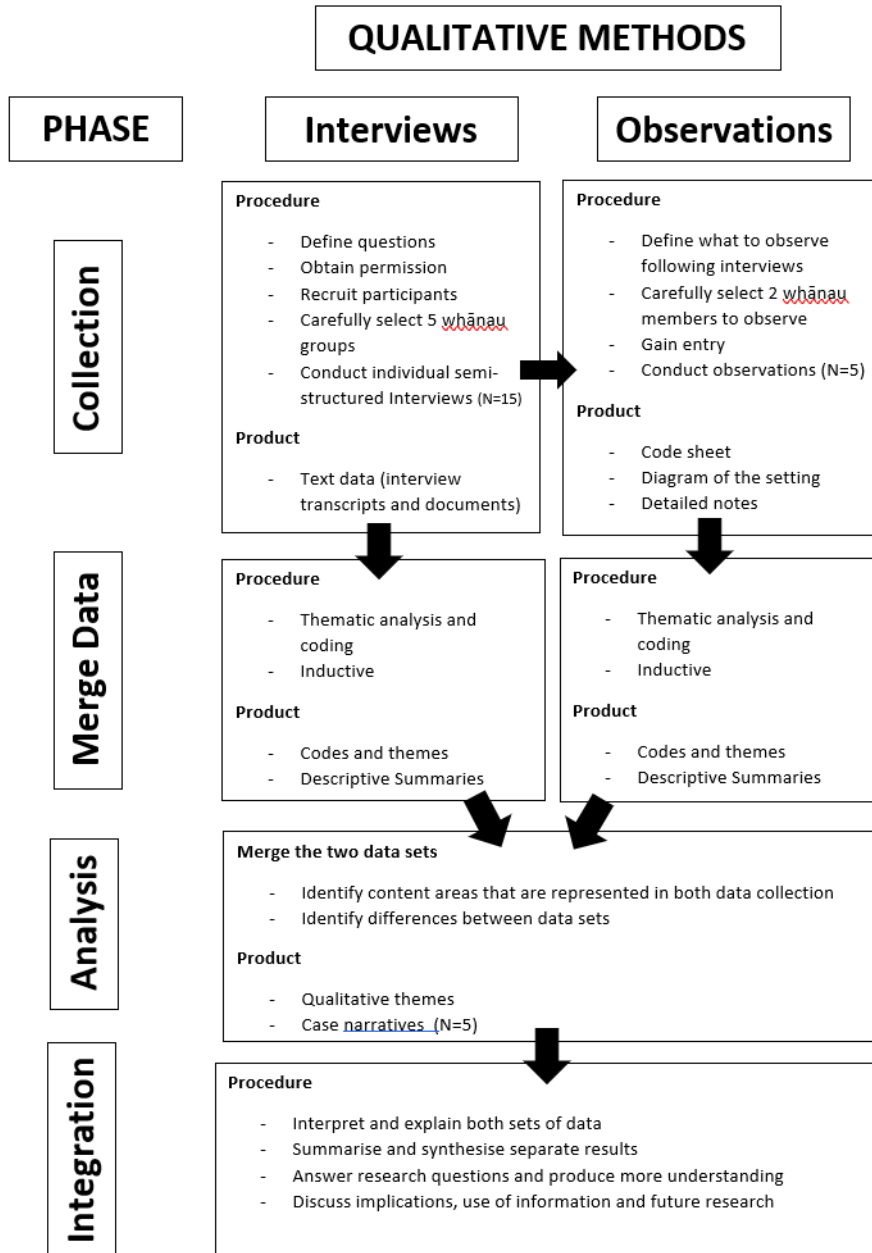 QUALITATIVE METHODS
PHASE
Interviews
Observations
Collection
Procedure
- Define questions
- Obtain permission
- Recruit participants
- Carefully select 5 whānau
groups
- Conduct individual semi-
structured Interviews (N=15)
Product
- Text data (interview
transcripts and documents)
Procedure
- Define what to observe
following interviews
- Carefully select 2 whānau
members to observe
- Gain entry
- Conduct observations (N=5)
Product
- Code sheet
- Diagram of the setting
- Detailed notes
Merge Data
Procedure
- Thematic analysis and
coding
- Inductive
Product
- Codes and themes
- Descriptive Summaries
Procedure
- Thematic analysis and
coding
- Inductive
Product
- Codes and themes
- Descriptive Summaries
Analysis
Merge the two data sets
- Identify content areas that are represented in both data collection
- Identify differences between data sets
Product
- Qualitative themes
- Case narratives (N=5)
Integration
Procedure
- Interpret and explain both sets of data
- Summarise and synthesise separate results
- Answer research questions and produce more understanding
- Discuss implications, use of information and future research